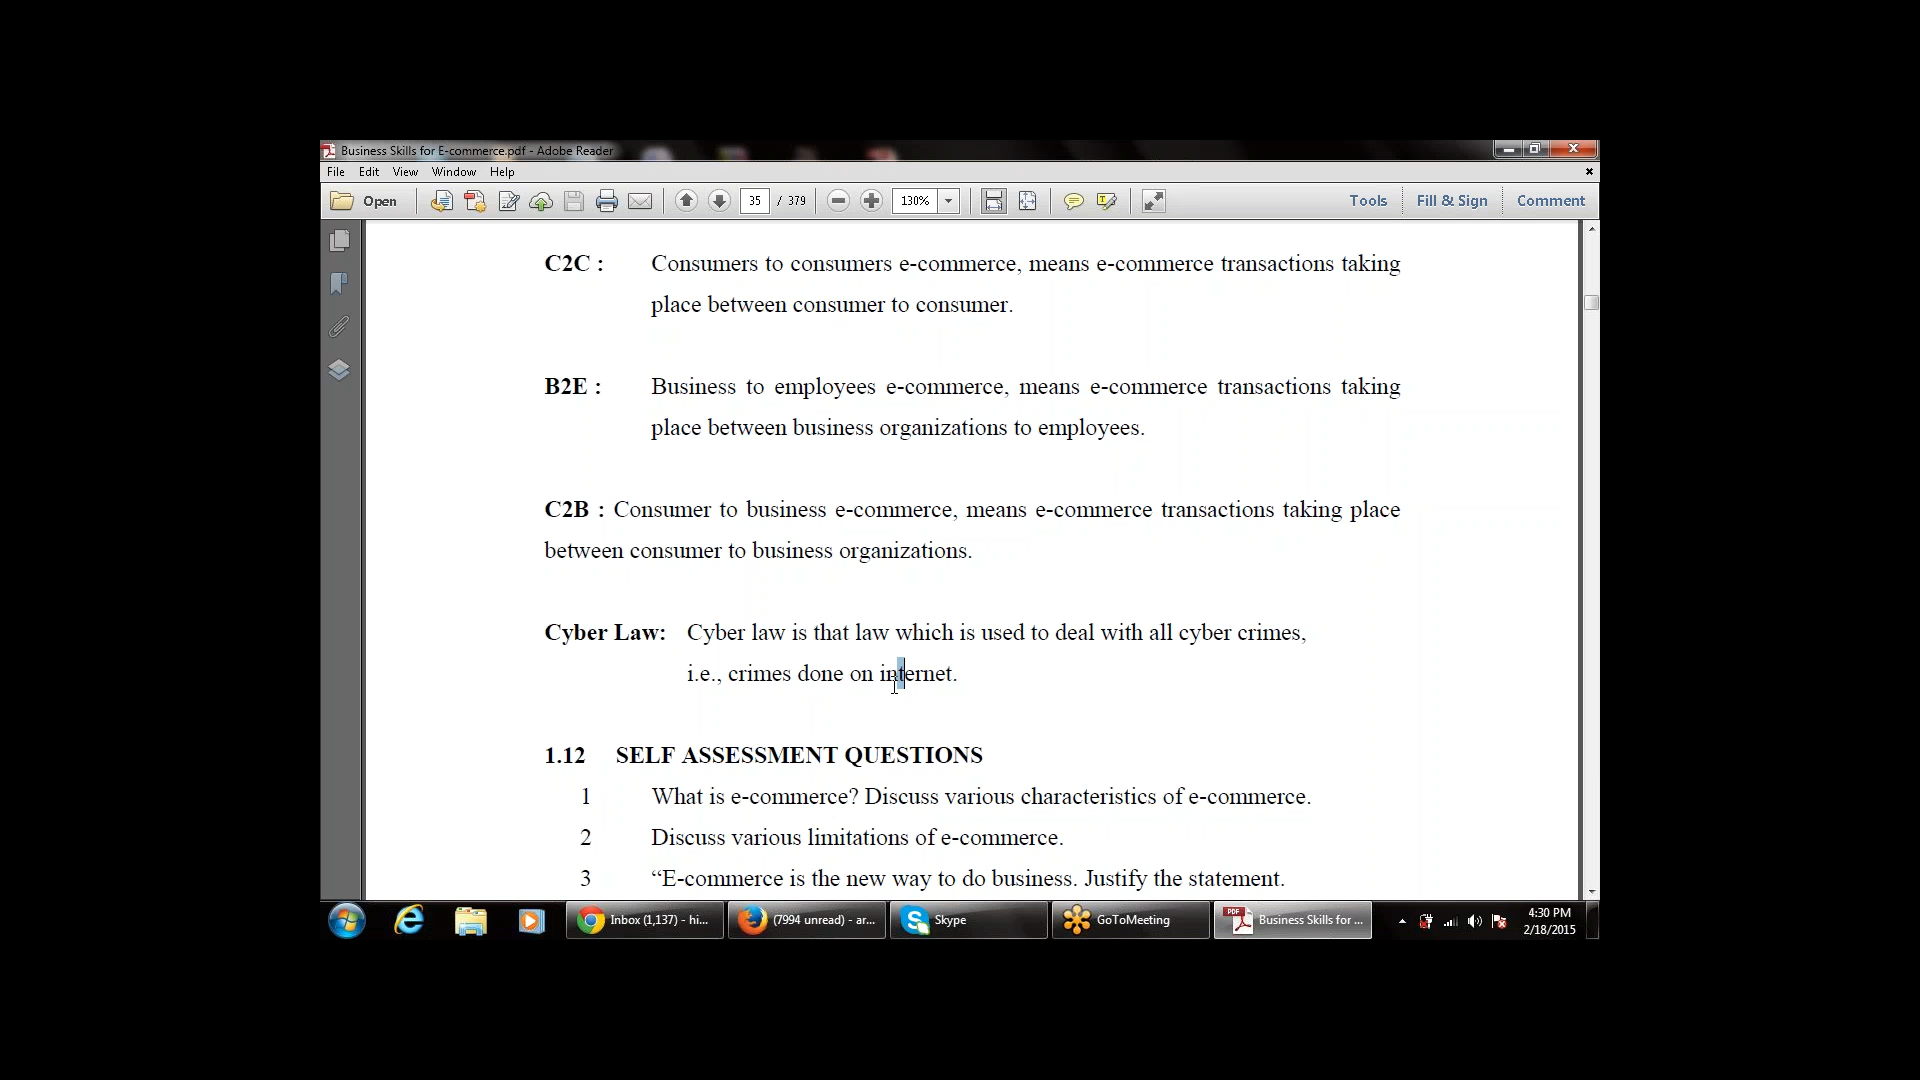 Business Skills for E-commerce.pdf - Adobe Reader
File Edit View Window Help
Open 35 / 379 130% Tools Fill & Sign Comment
C2C : Consumers to consumers e-commerce, means e-commerce transactions taking
place between consumer to consumer.
B2E : Business to employees e-commerce, means e-commerce transactions taking
place between business organizations to employees.
C2B : Consumer to business e-commerce, means e-commerce transactions taking place
between consumer to business organizations.
Cyber Law: Cyber law is that law which is used to deal with all cyber crimes,
i.e., crimes done on internet.
1.12 SELF ASSESSMENT QUESTIONS
1 What is e-commerce? Discuss various characteristics of e-commerce.
2 Discuss various limitations of e-commerce.
3 “E-commerce is the new way to do business. Justify the statement.
Inbox (1,137) - hi... (7994 unread) - ar... Skype GoToMeeting PDF Business Skills for ... 4:30 PM
2/18/2015